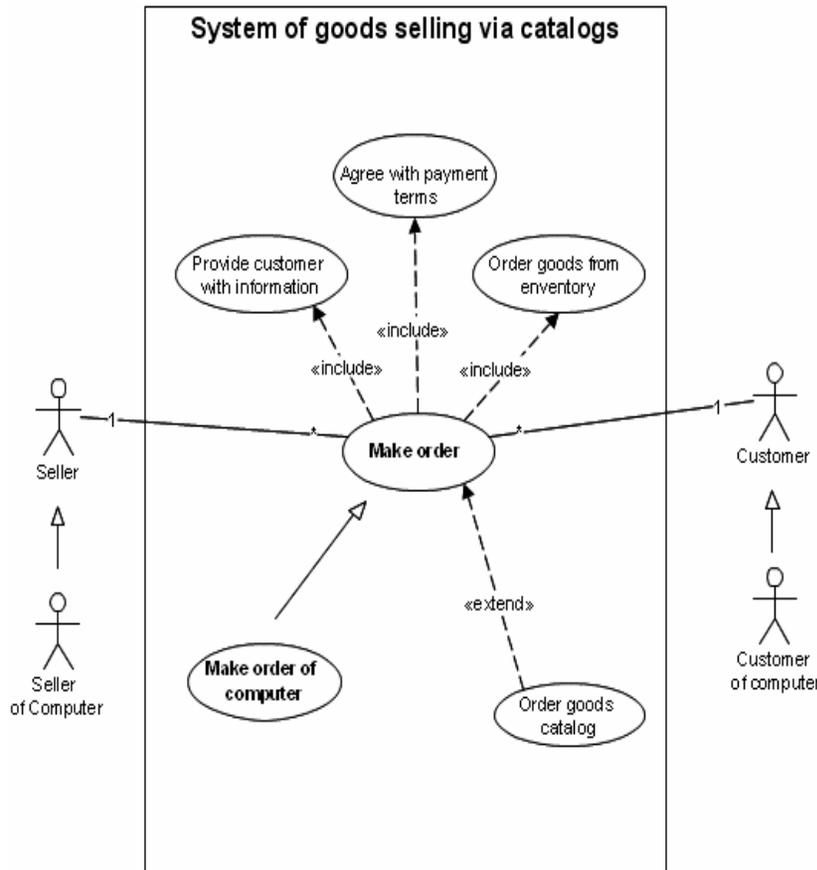 System of goods selling via catalogs
Agree with payment
terms
Provide customer
with information
Order goods from
enventory
«include»
«include»
«include»
1
*
Make order
*
1
Seller
Customer
«extend»
Make order of
computer
Seller
of Computer
Order goods
catalog
Customer
of computer